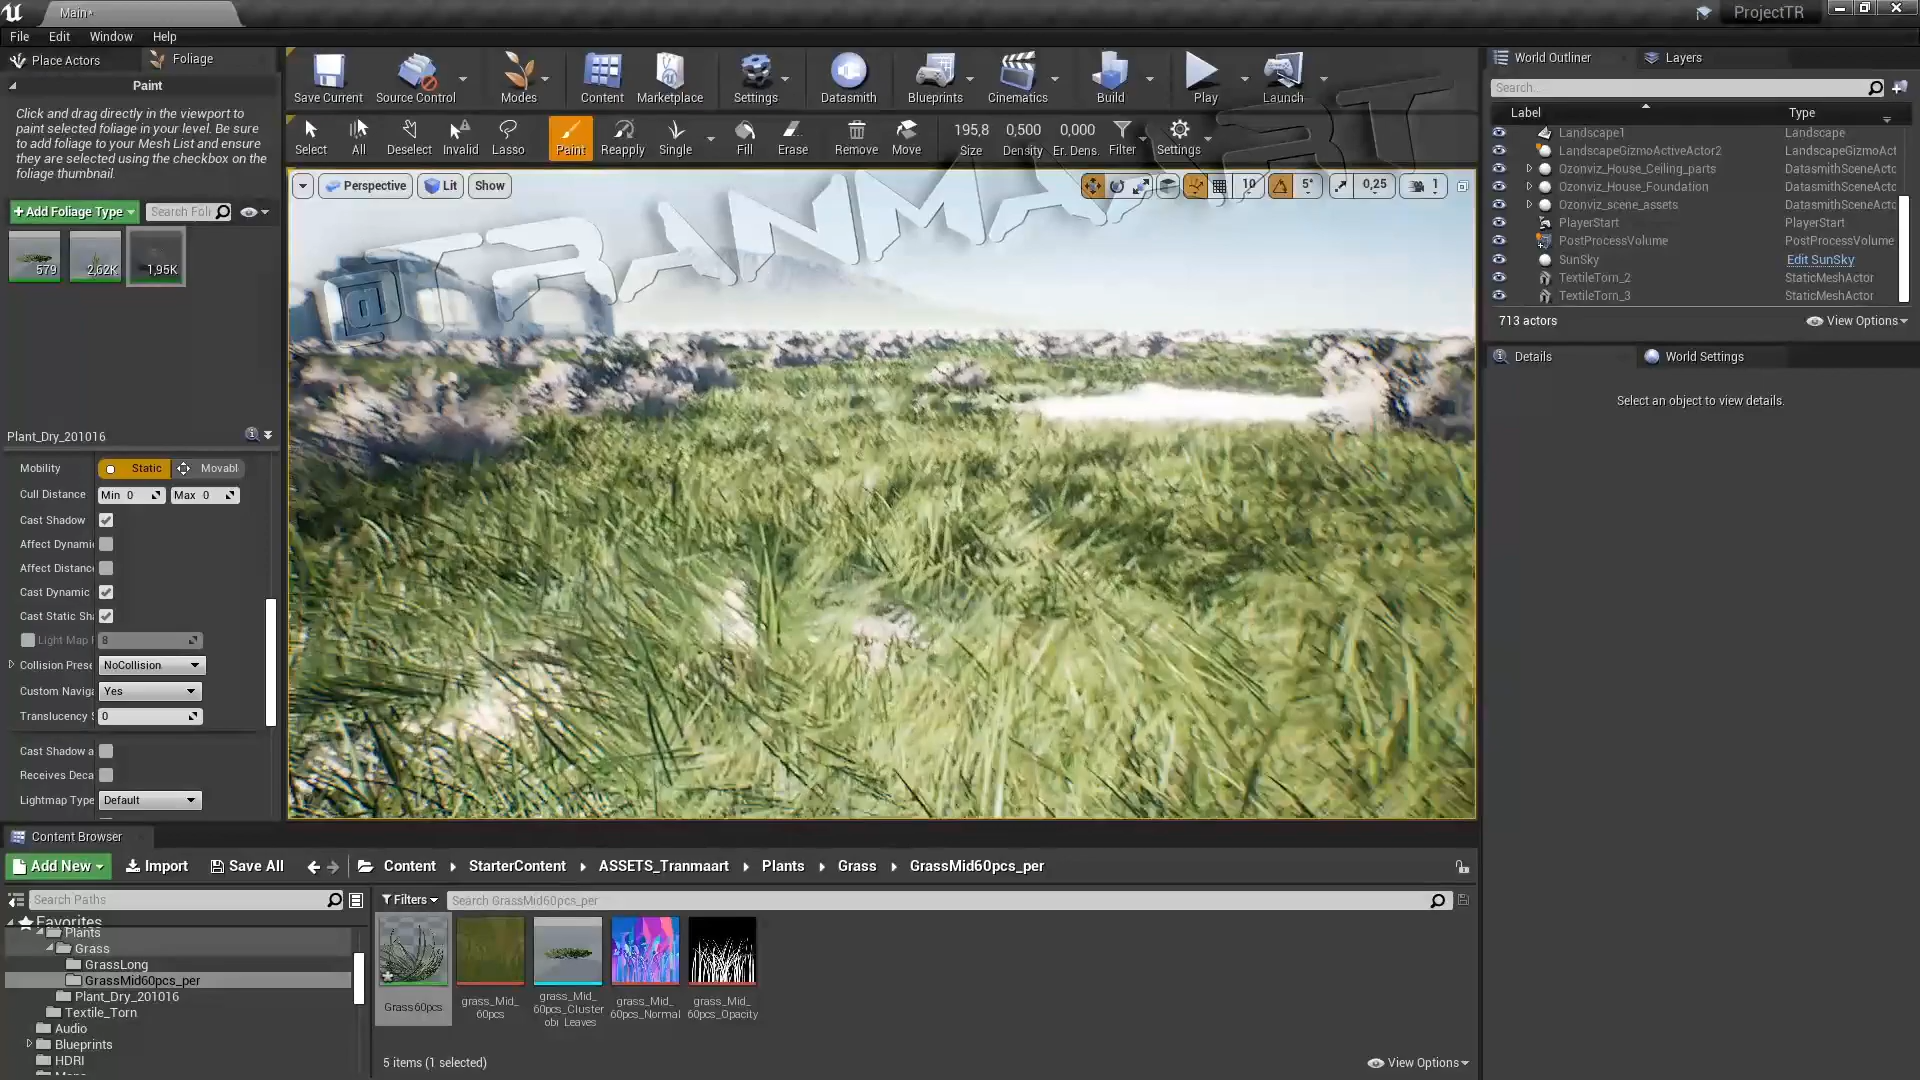 Main*
ProjectTR
File Edit Window Help
Place Actors Foliage
Paint
Click and drag directly in the viewport to
paint selected foliage in your level. Be sure
to add foliage to your Mesh List and ensure
they are selected using the checkbox on the
foliage thumbnail.
+Add Foliage Type Search Foli
579 2,62K 1,95K
Plant_Dry_201016
Mobility Static Movabl
Cull Distance Min 0 Max 0
Cast Shadow
Affect Dynami
Affect Distanc
Cast Dynamic
Cast Static Sh
Light Map 8
Collision Prese NoCollision
Custom Naviga Yes
Translucency S 0
Cast Shadow a
Receives Deca
Lightmap Type Default
Save Current Source Control Modes Content Marketplace Settings Datasmith Blueprints Cinematics Build Play Launch
195,8 0,500 0,000
Select All Deselect Invalid Lasso Paint Reapply Single Fill Erase Remove Move Size Density Er. Dens. Filter Settings
Perspective Lit Show 10 5° 0,25 1
@TRANMAART
World Outliner Layers
Search...
Label Type
Landscape1 Landscape
LandscapeGizmoActiveActor2 LandscapeGizmoAct
Ozonviz_House_Ceiling_parts DatasmithSceneActo
Ozonviz_House_Foundation DatasmithSceneActo
Ozonviz_scene_assets DatasmithSceneActo
PlayerStart PlayerStart
PostProcessVolume PostProcessVolume
SunSky Edit SunSky
TextileTorn_2 StaticMeshActor
TextileTorn_3 StaticMeshActor
713 actors View Options
Details World Settings
Select an object to view details.
Content Browser
Add New Import Save All Content StarterContent ASSETS_Tranmaart Plants Grass GrassMid60pcs_per
Search Paths
Favorites
Plants
Grass
GrassLong
GrassMid60pcs_per
Plant_Dry_201016
Textile_Torn
Audio
Blueprints
HDRI
Filters Search GrassMid60pcs_per
Grass60pcs
grass_Mid_
60pcs
grass_Mid_
60pcs_Cluster
obj_Leaves
grass_Mid_
60pcs_Normal
grass_Mid_
60pcs_Opacity
5 items (1 selected) View Options